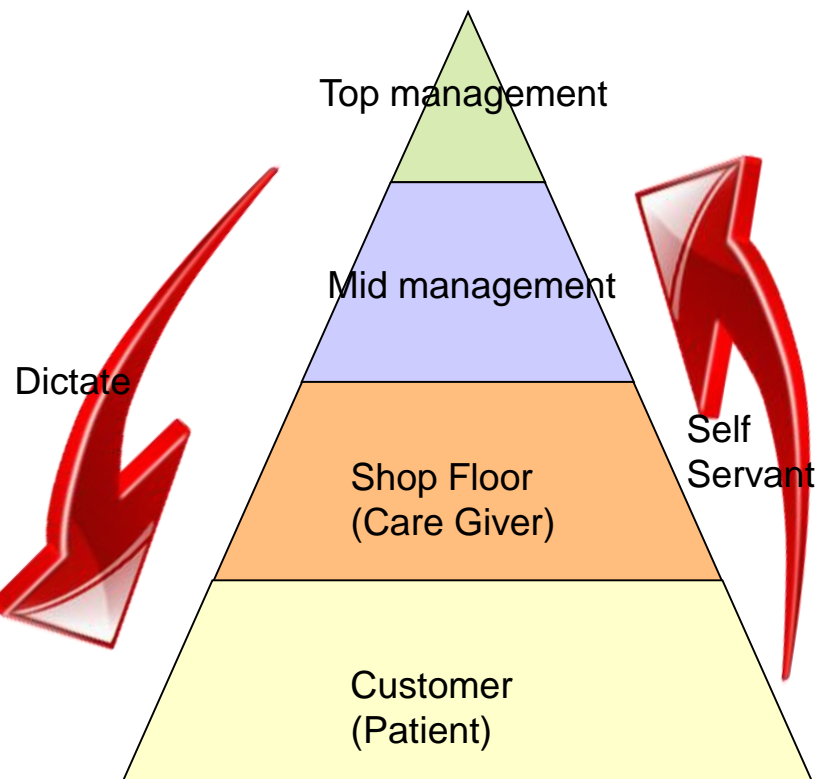 Top management
Mid management
Dictate
Self
Servant
Shop Floor
(Care Giver)
Customer
(Patient)